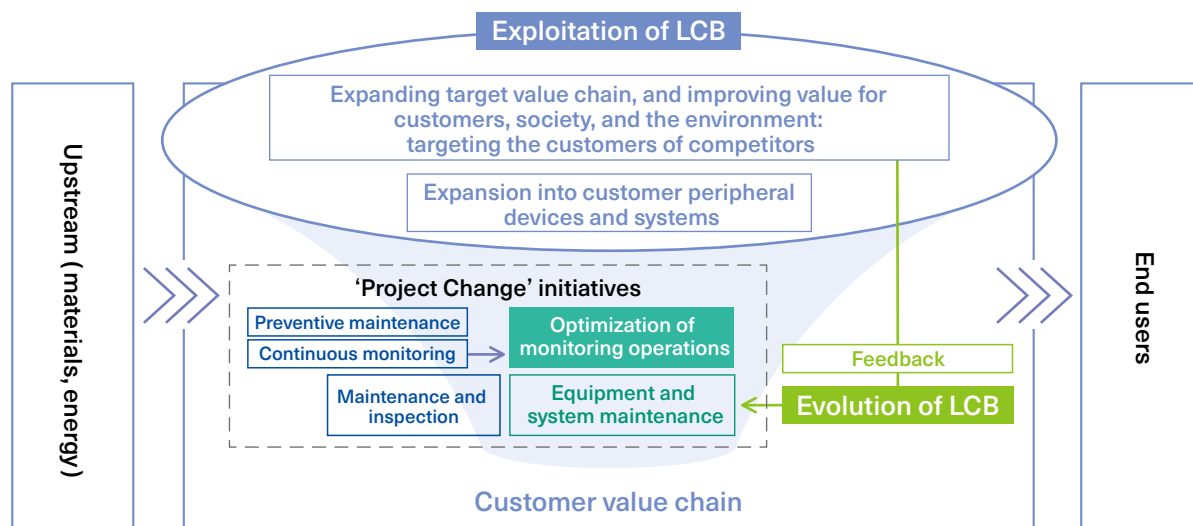 Exploitation of LCB
Expanding target value chain, and improving value for
customers, society, and the environment:
targeting the customers of competitors
Expansion into customer peripheral
devices and systems
Upstream ( materials, energy )
‘Project Change’ initiatives
Preventive maintenance
Continuous monitoring
Optimization of
monitoring operations
Maintenance and
inspection
Equipment and
system maintenance
Feedback
Evolution of LCB
End users
Customer value chain